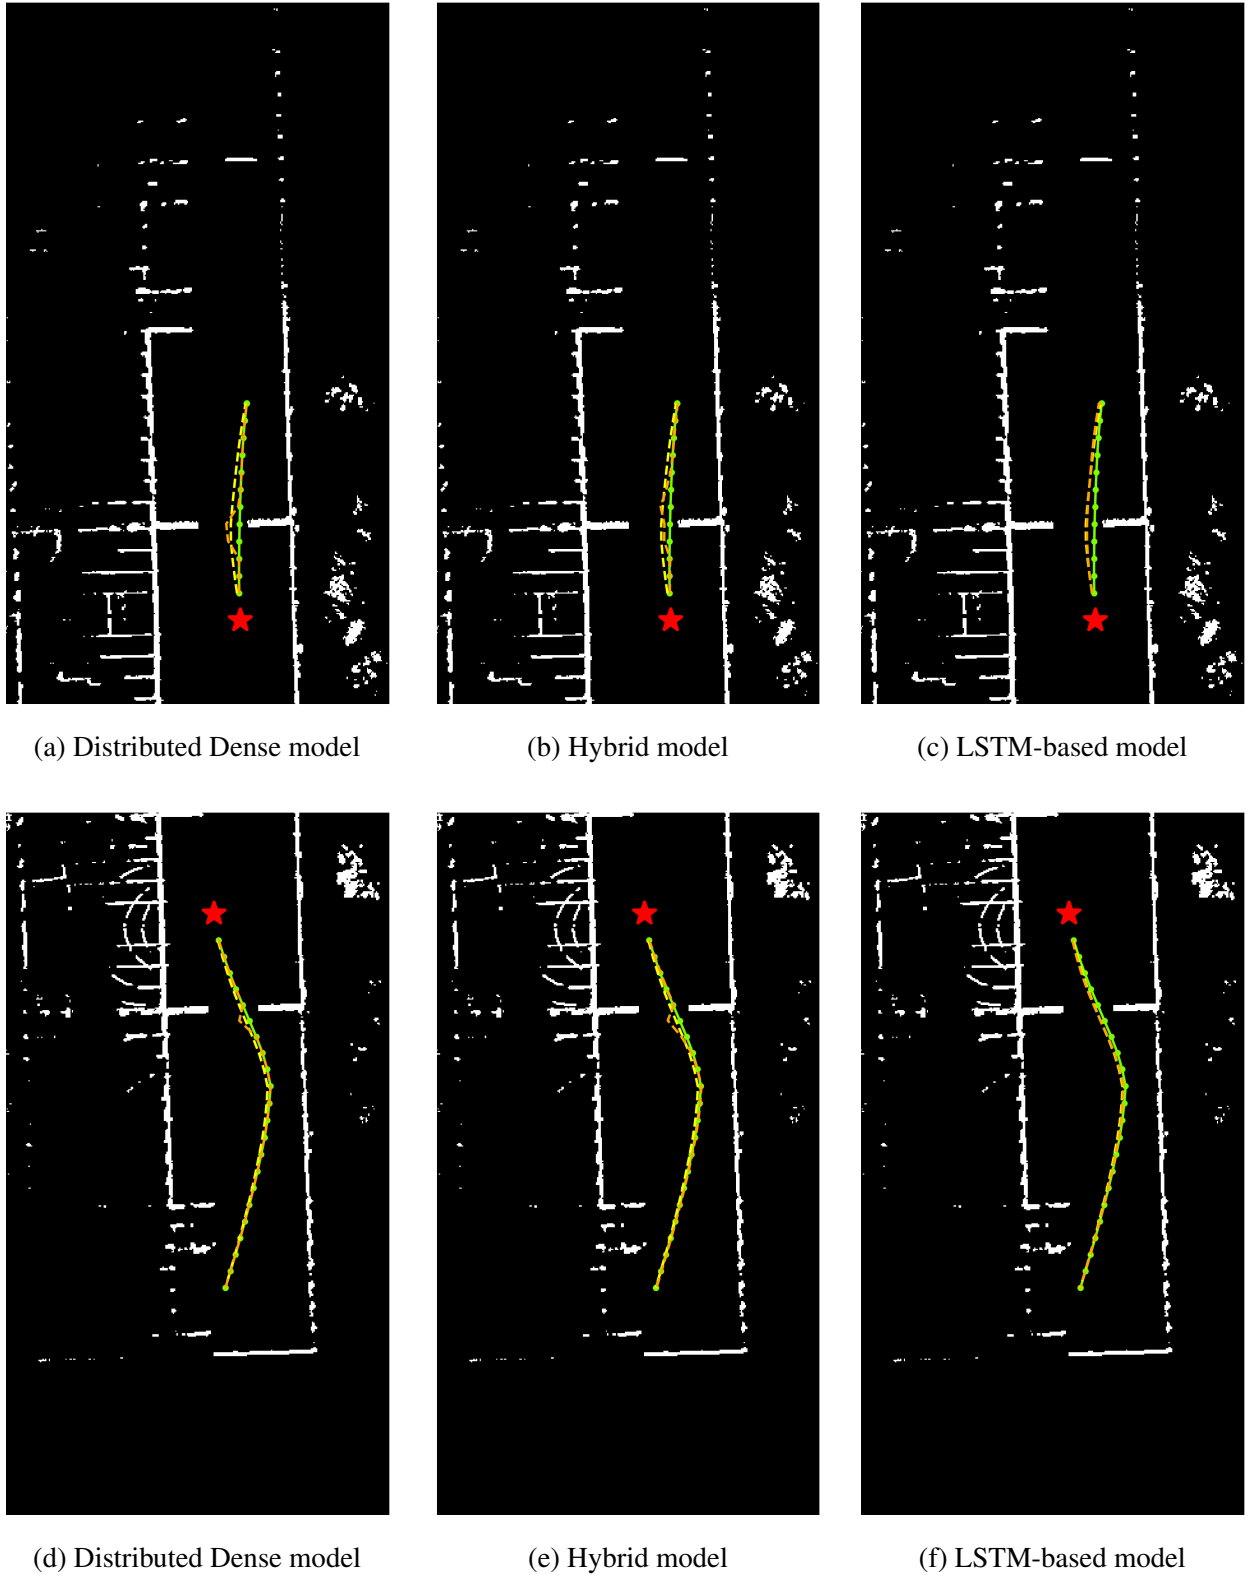 (a) Distributed Dense model
(b) Hybrid model
(c) LSTM-based model
(d) Distributed Dense model
(e) Hybrid model
(f) LSTM-based model